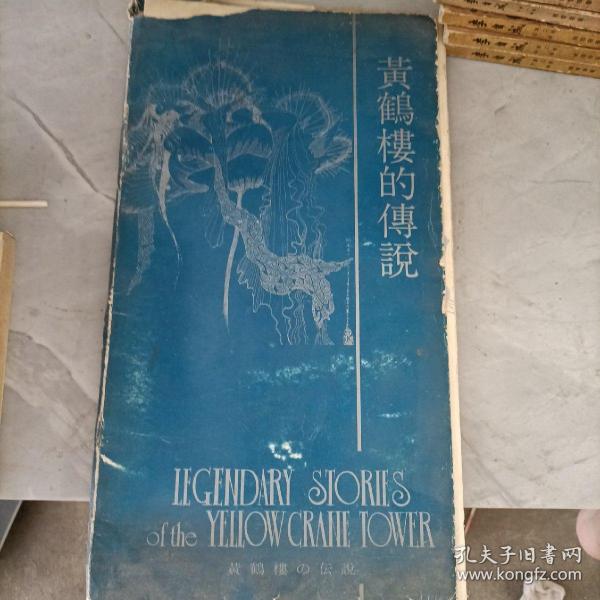 黃鶴樓的傳說
LEGENDARY STORIES
of the YELLOW CRANE TOWER
黃鶴樓の伝説
孔夫子旧书网
www.kongfz.com